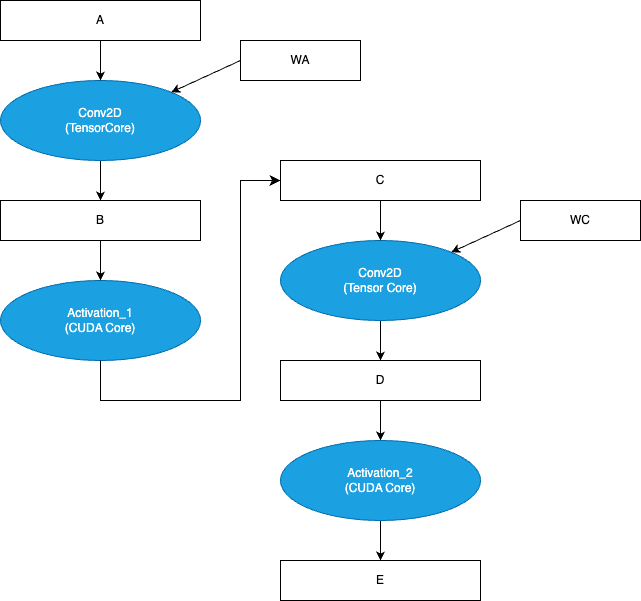 A
WA
Conv2D
(TensorCore)
B
Activation_1
(CUDA Core)
C
WC
Conv2D
(Tensor Core)
D
Activation_2
(CUDA Core)
E